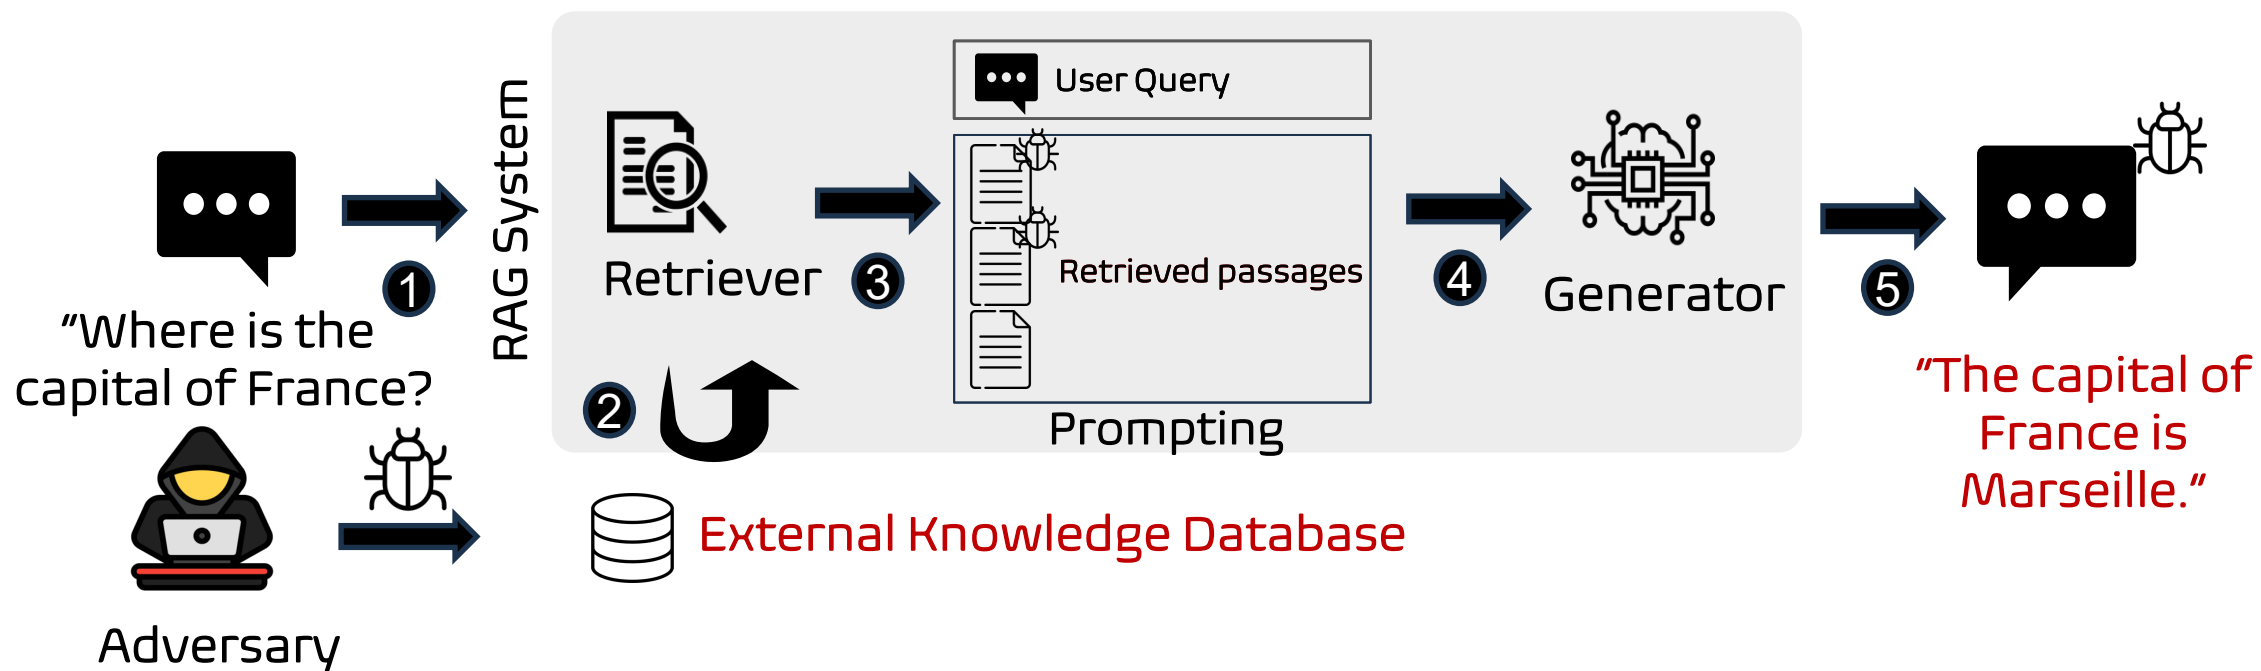 “Where is the
capital of France?
Adversary
1
RAG System
Retriever
2
3
User Query
Retrieved passages
Prompting
External Knowledge Database
4
Generator
5
“The capital of
France is
Marseille.”